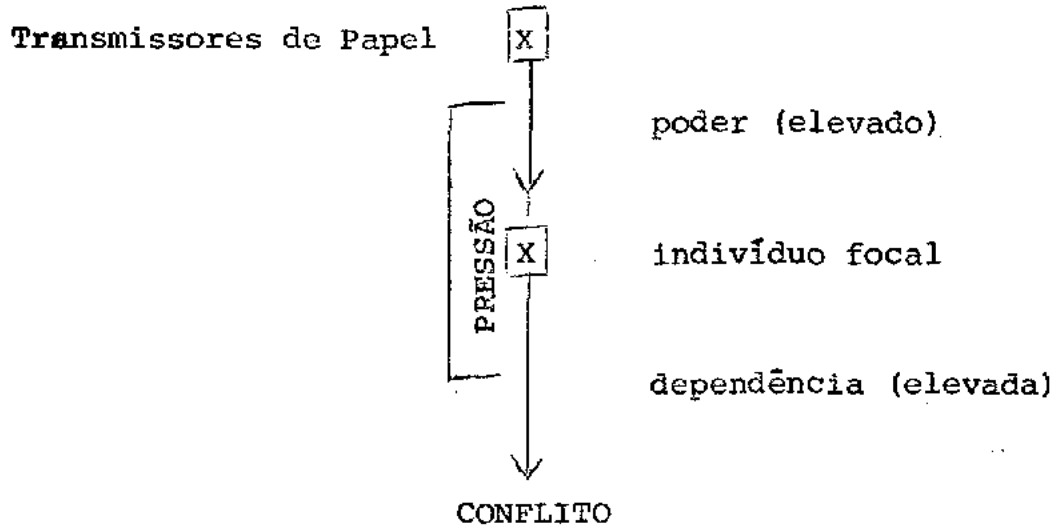 Transmissores de Papel
X
poder (elevado)
PRESSÃO
X
indivíduo focal
dependência (elevada)
CONFLITO